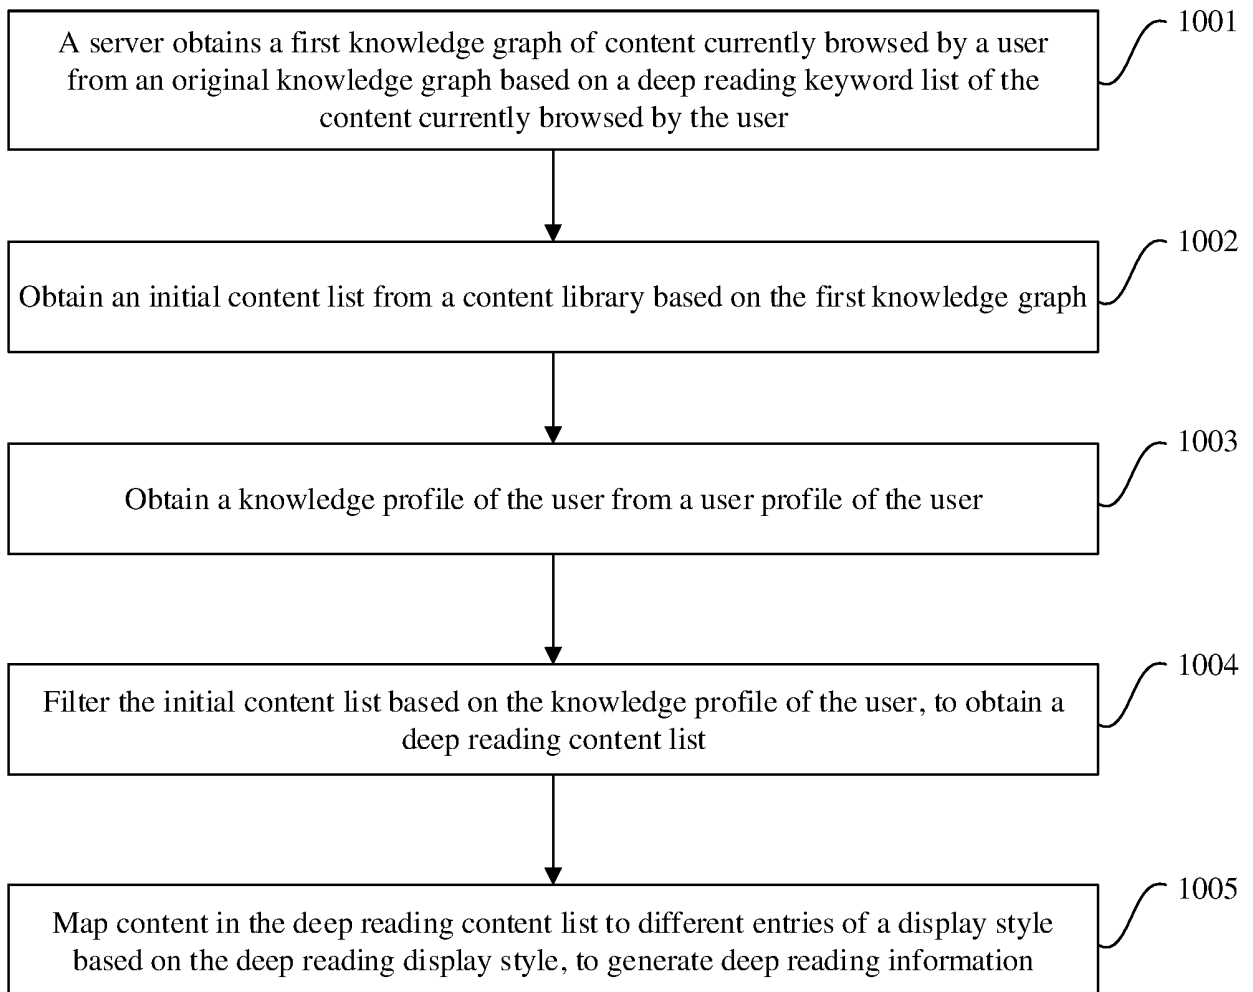 1001
A server obtains a first knowledge graph of content currently browsed by a user
from an original knowledge graph based on a deep reading keyword list of the
content currently browsed by the user
1002
Obtain an initial content list from a content library based on the first knowledge graph
1003
Obtain a knowledge profile of the user from a user profile of the user
1004
Filter the initial content list based on the knowledge profile of the user, to obtain a
deep reading content list
1005
Map content in the deep reading content list to different entries of a display style
based on the deep reading display style, to generate deep reading information